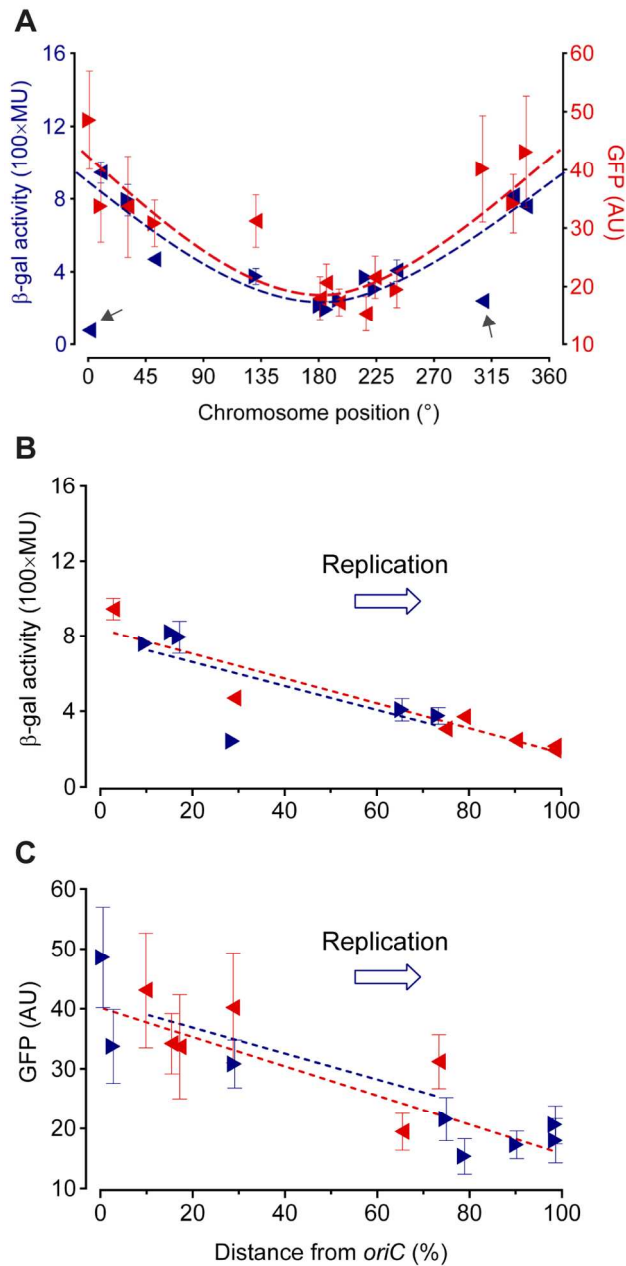 A
β-gal activity (100×MU)
16
12
8
4
0
60
50
40
30
20
10
GFP (AU)
0 45 90 135 180 225 270 315 360
Chromosome position (°)
B
β-gal activity (100×MU)
16
12
8
4
0
Replication
0 20 40 60 80 100
C
GFP (AU)
60
50
40
30
20
10
Replication
0 20 40 60 80 100
Distance from oriC (%)